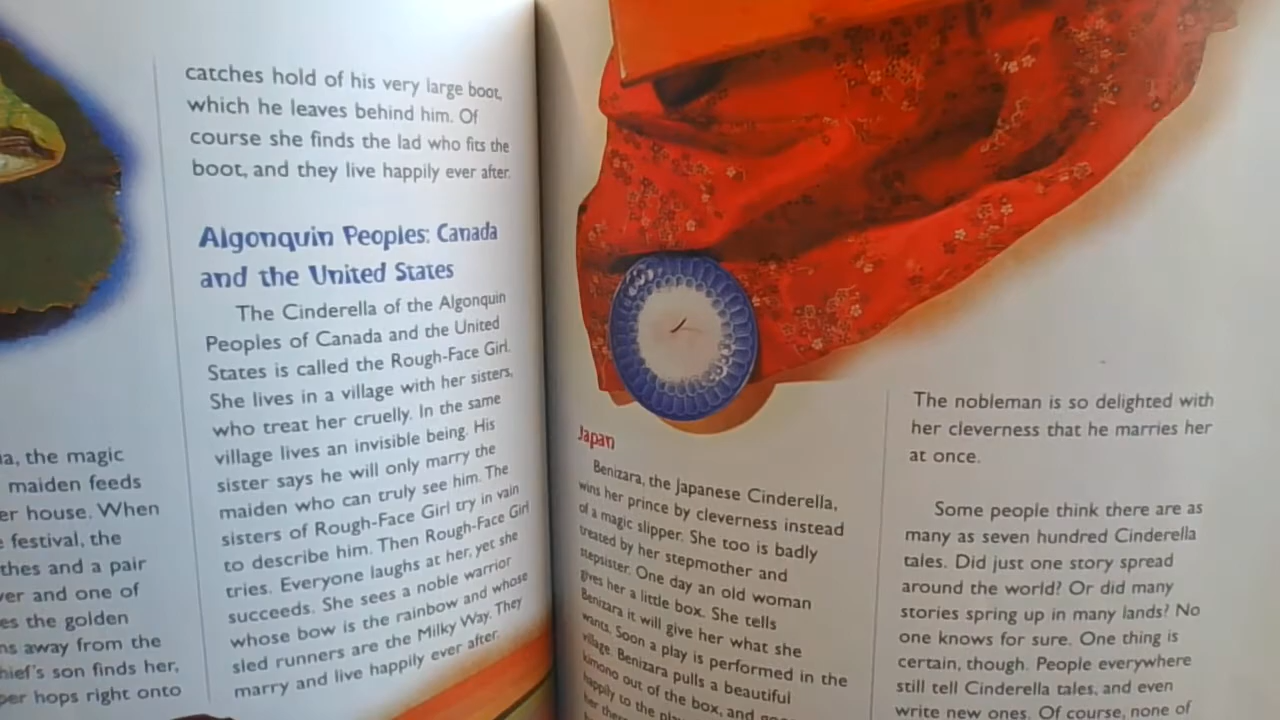 the magic
maiden feeds
house. When
festival, the
and a pair
and one of
the golden
away from the
son finds her,
hops right onto
catches hold of his very large boot,
which he leaves behind him. Of
course she finds the lad who fits the
boot, and they live happily ever after.
Algonquin Peoples: Canada
and the United States
The Cinderella of the Algonquin
Peoples of Canada and the United
States is called the Rough-Face Girl.
She lives in a village with her sisters,
who treat her cruelly. In the same
village lives an invisible being. His
sister says he will only marry the
maiden who can truly see him. The
sisters of Rough-Face Girl try in vain
to describe him. Then Rough-Face Girl
tries. Everyone laughs at her, yet she
succeeds. She sees a noble warrior
whose bow is the rainbow and whose
sled runners are the Milky Way. They
marry and live happily ever after.
Japan
Benizara, the Japanese Cinderella,
wins her prince by cleverness instead
of a magic slipper. She too is badly
treated by her stepmother and
stepsister. One day an old woman
gives her a little box. She tells
Benizara it will give her what she
wants. Soon a play is performed in the
village. Benizara pulls a beautiful
kimono out of the box, and
happily to the
The nobleman is so delighted with
her cleverness that he marries her
at once.
Some people think there are as
many as seven hundred Cinderella
tales. Did just one story spread
around the world? Or did many
stories spring up in many lands? No
one knows for sure. One thing is
certain, though. People everywhere
still tell Cinderella tales, and even
write new ones. Of course, none of